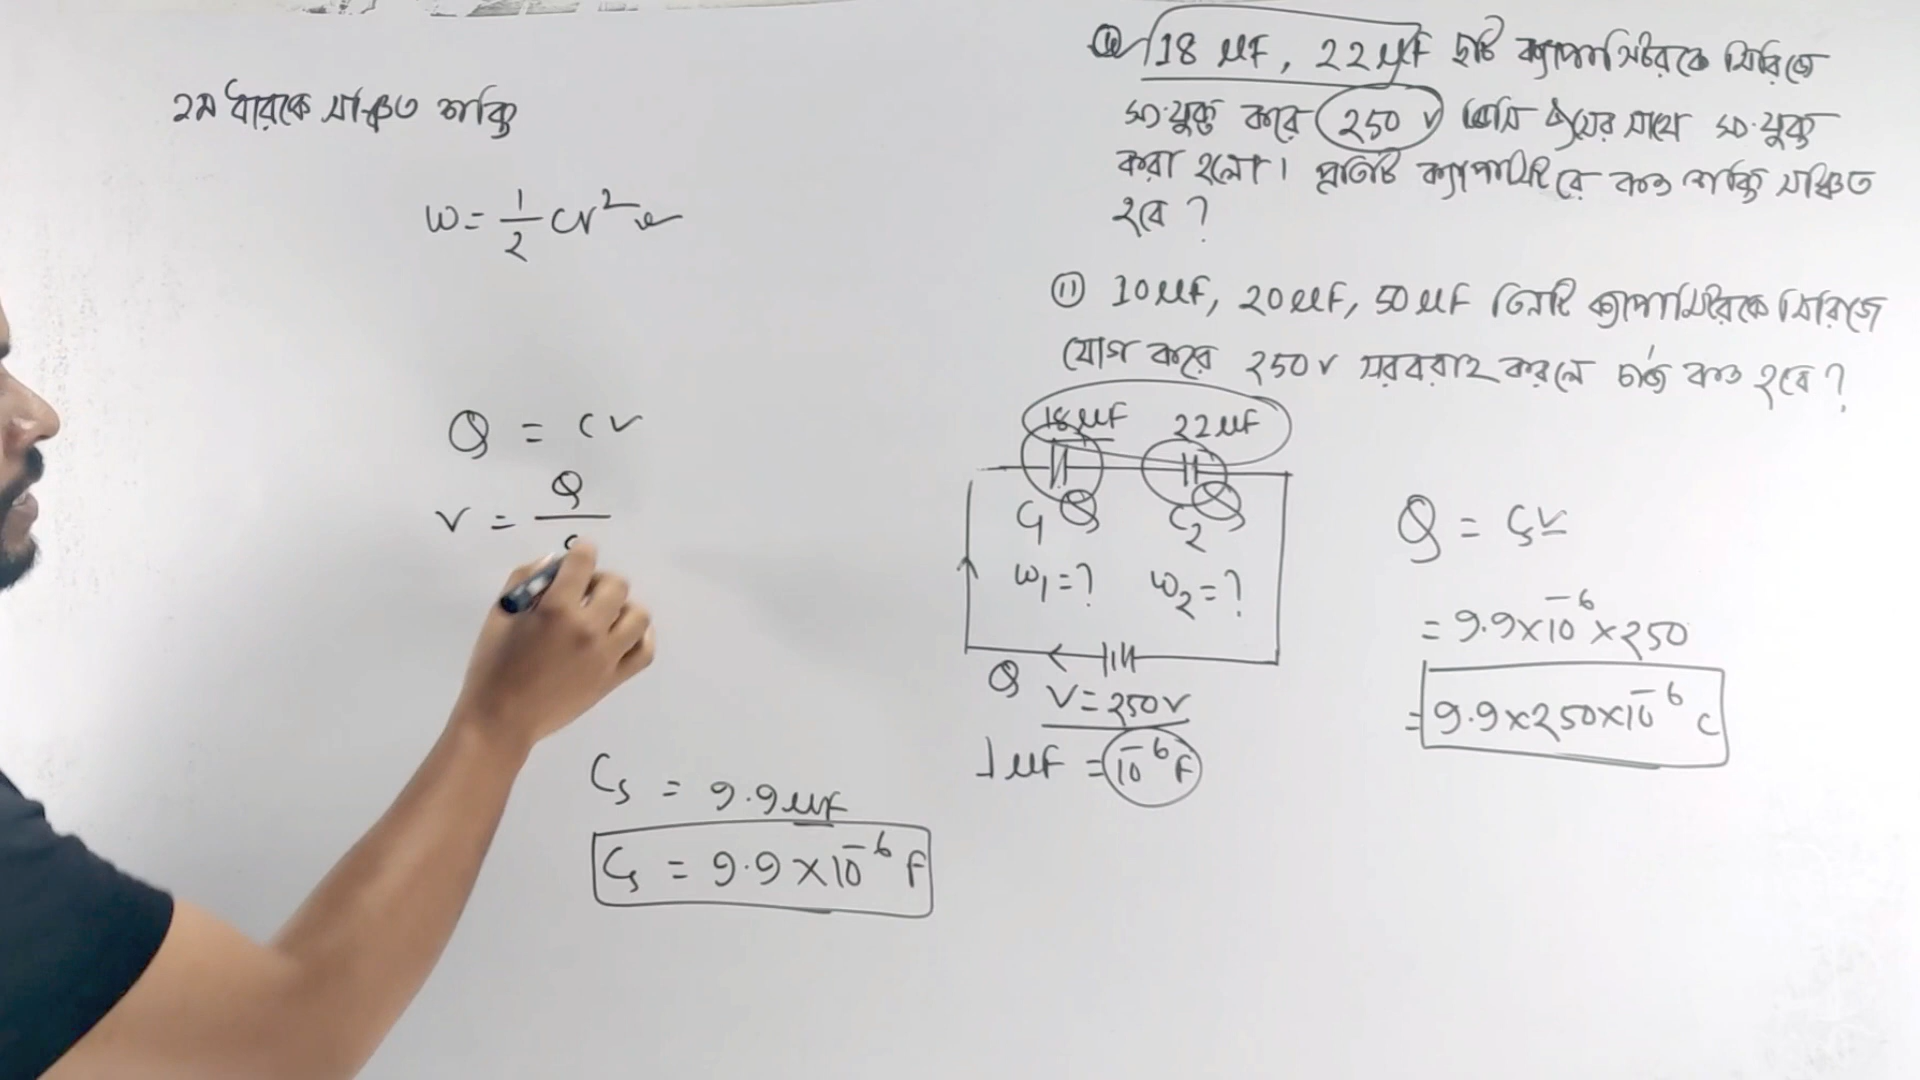 ২ম ধারকে সঞ্চিত শক্তি
W = 1/2 CV²
Q = CV
V = Q/C
Cs = 9.9 μF
Cs = 9.9 × 10⁻⁶ F
18 μF, 22 μF দুটি ক্যাপাসিটরকে সিরিজে
সংযুক্ত করে 250 V ডিসি উৎসের সাথে সংযুক্ত
করা হলো। প্রতিটি ক্যাপাসিটরে কত শক্তি সঞ্চিত
হবে ?
(11) 10 μF, 20 μF, 50 μF তিনটি ক্যাপাসিটরকে সিরিজে
যোগ করে 250 V সরবরাহ করলে চার্জ কত হবে ?
18 μF 22 μF
C₁ Q C₂ Q
W₁ = ? W₂ = ?
Q V = 250 V
1 μF = 10⁻⁶ F
Q = CsV
= 9.9 × 10⁻⁶ × 250
= 9.9 × 250 × 10⁻⁶ C